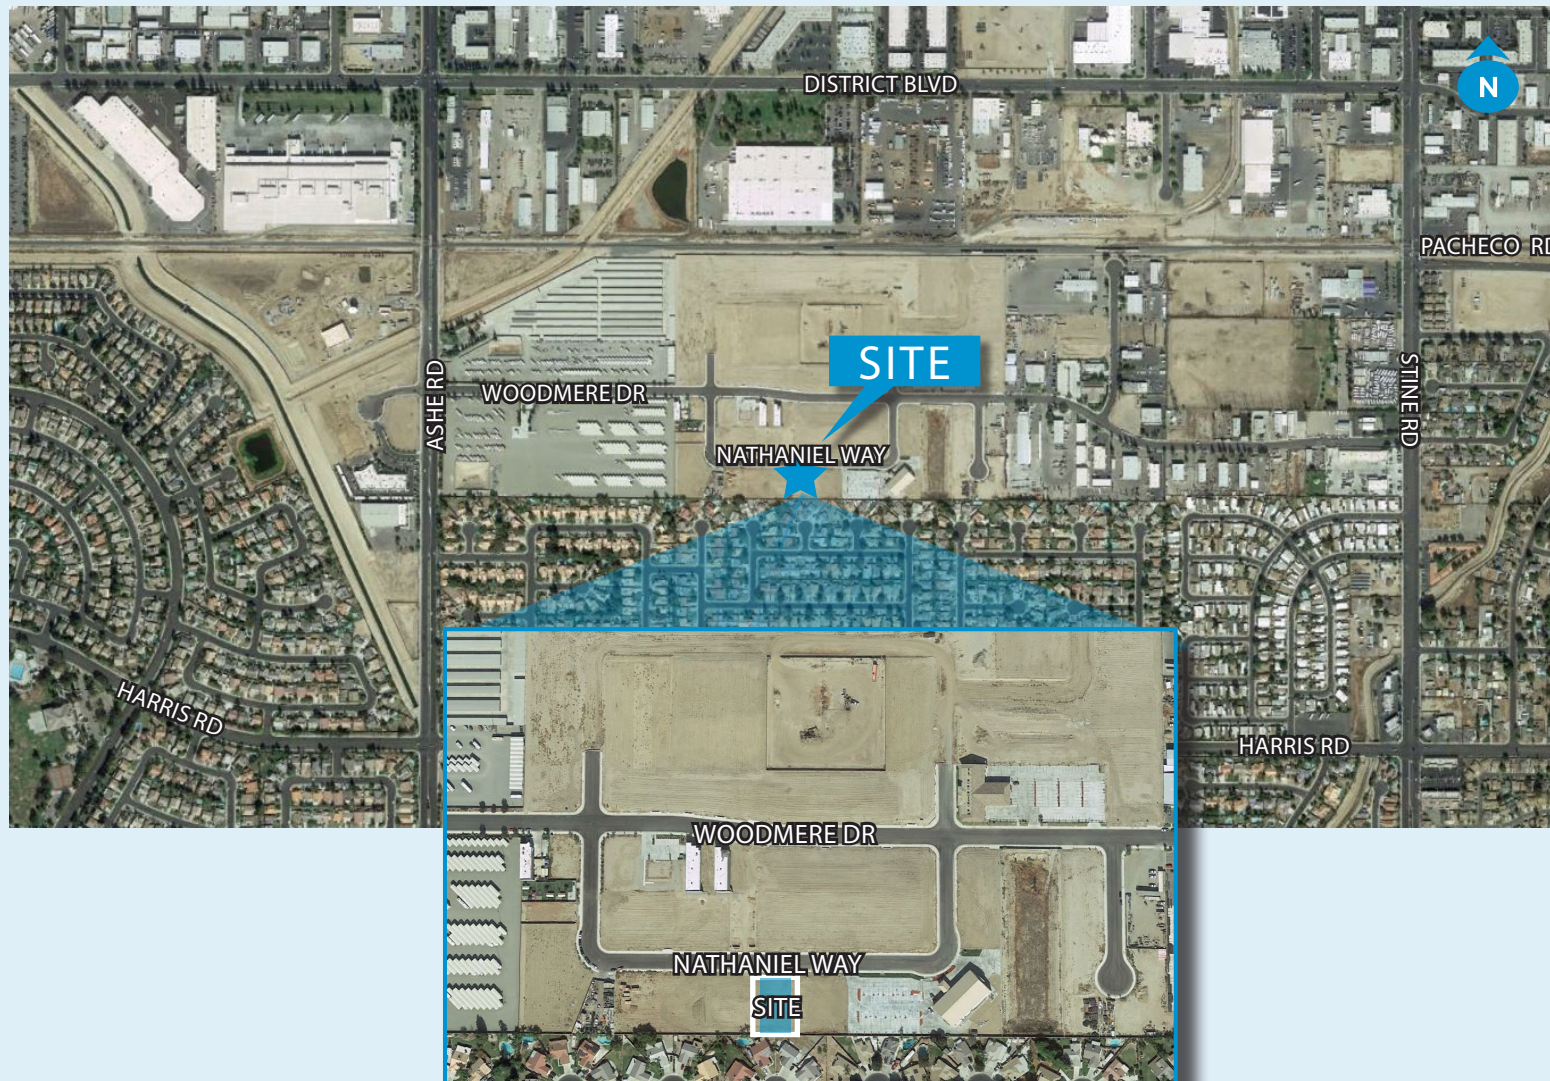 DISTRICT BLVD
N
PACHECO RD
SITE
WOODMERE DR
ASHE RD
STINE RD
NATHANIEL WAY
HARRIS RD
HARRIS RD
WOODMERE DR
NATHANIEL WAY
SITE